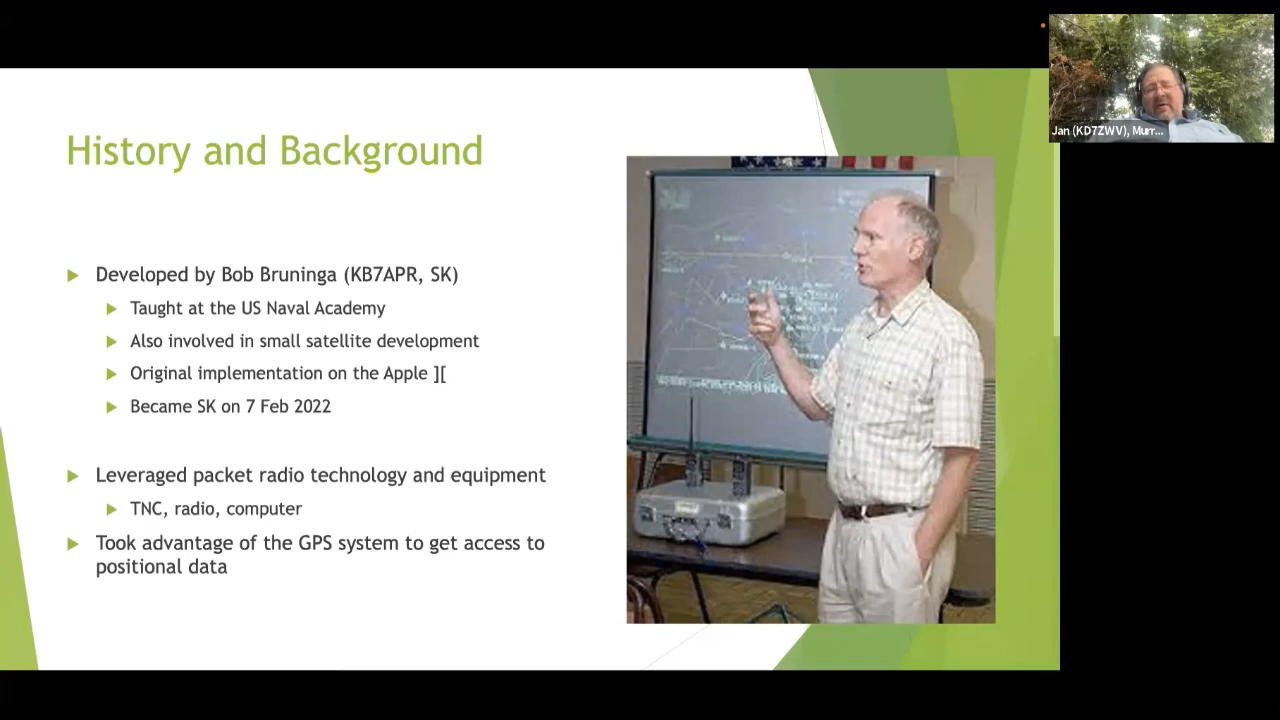 Jan (KD7ZWV), Murr...
History and Background
Developed by Bob Bruninga (KB7APR, SK)
Taught at the US Naval Academy
Also involved in small satellite development
Original implementation on the Apple ][
Became SK on 7 Feb 2022
Leveraged packet radio technology and equipment
TNC, radio, computer
Took advantage of the GPS system to get access to
positional data